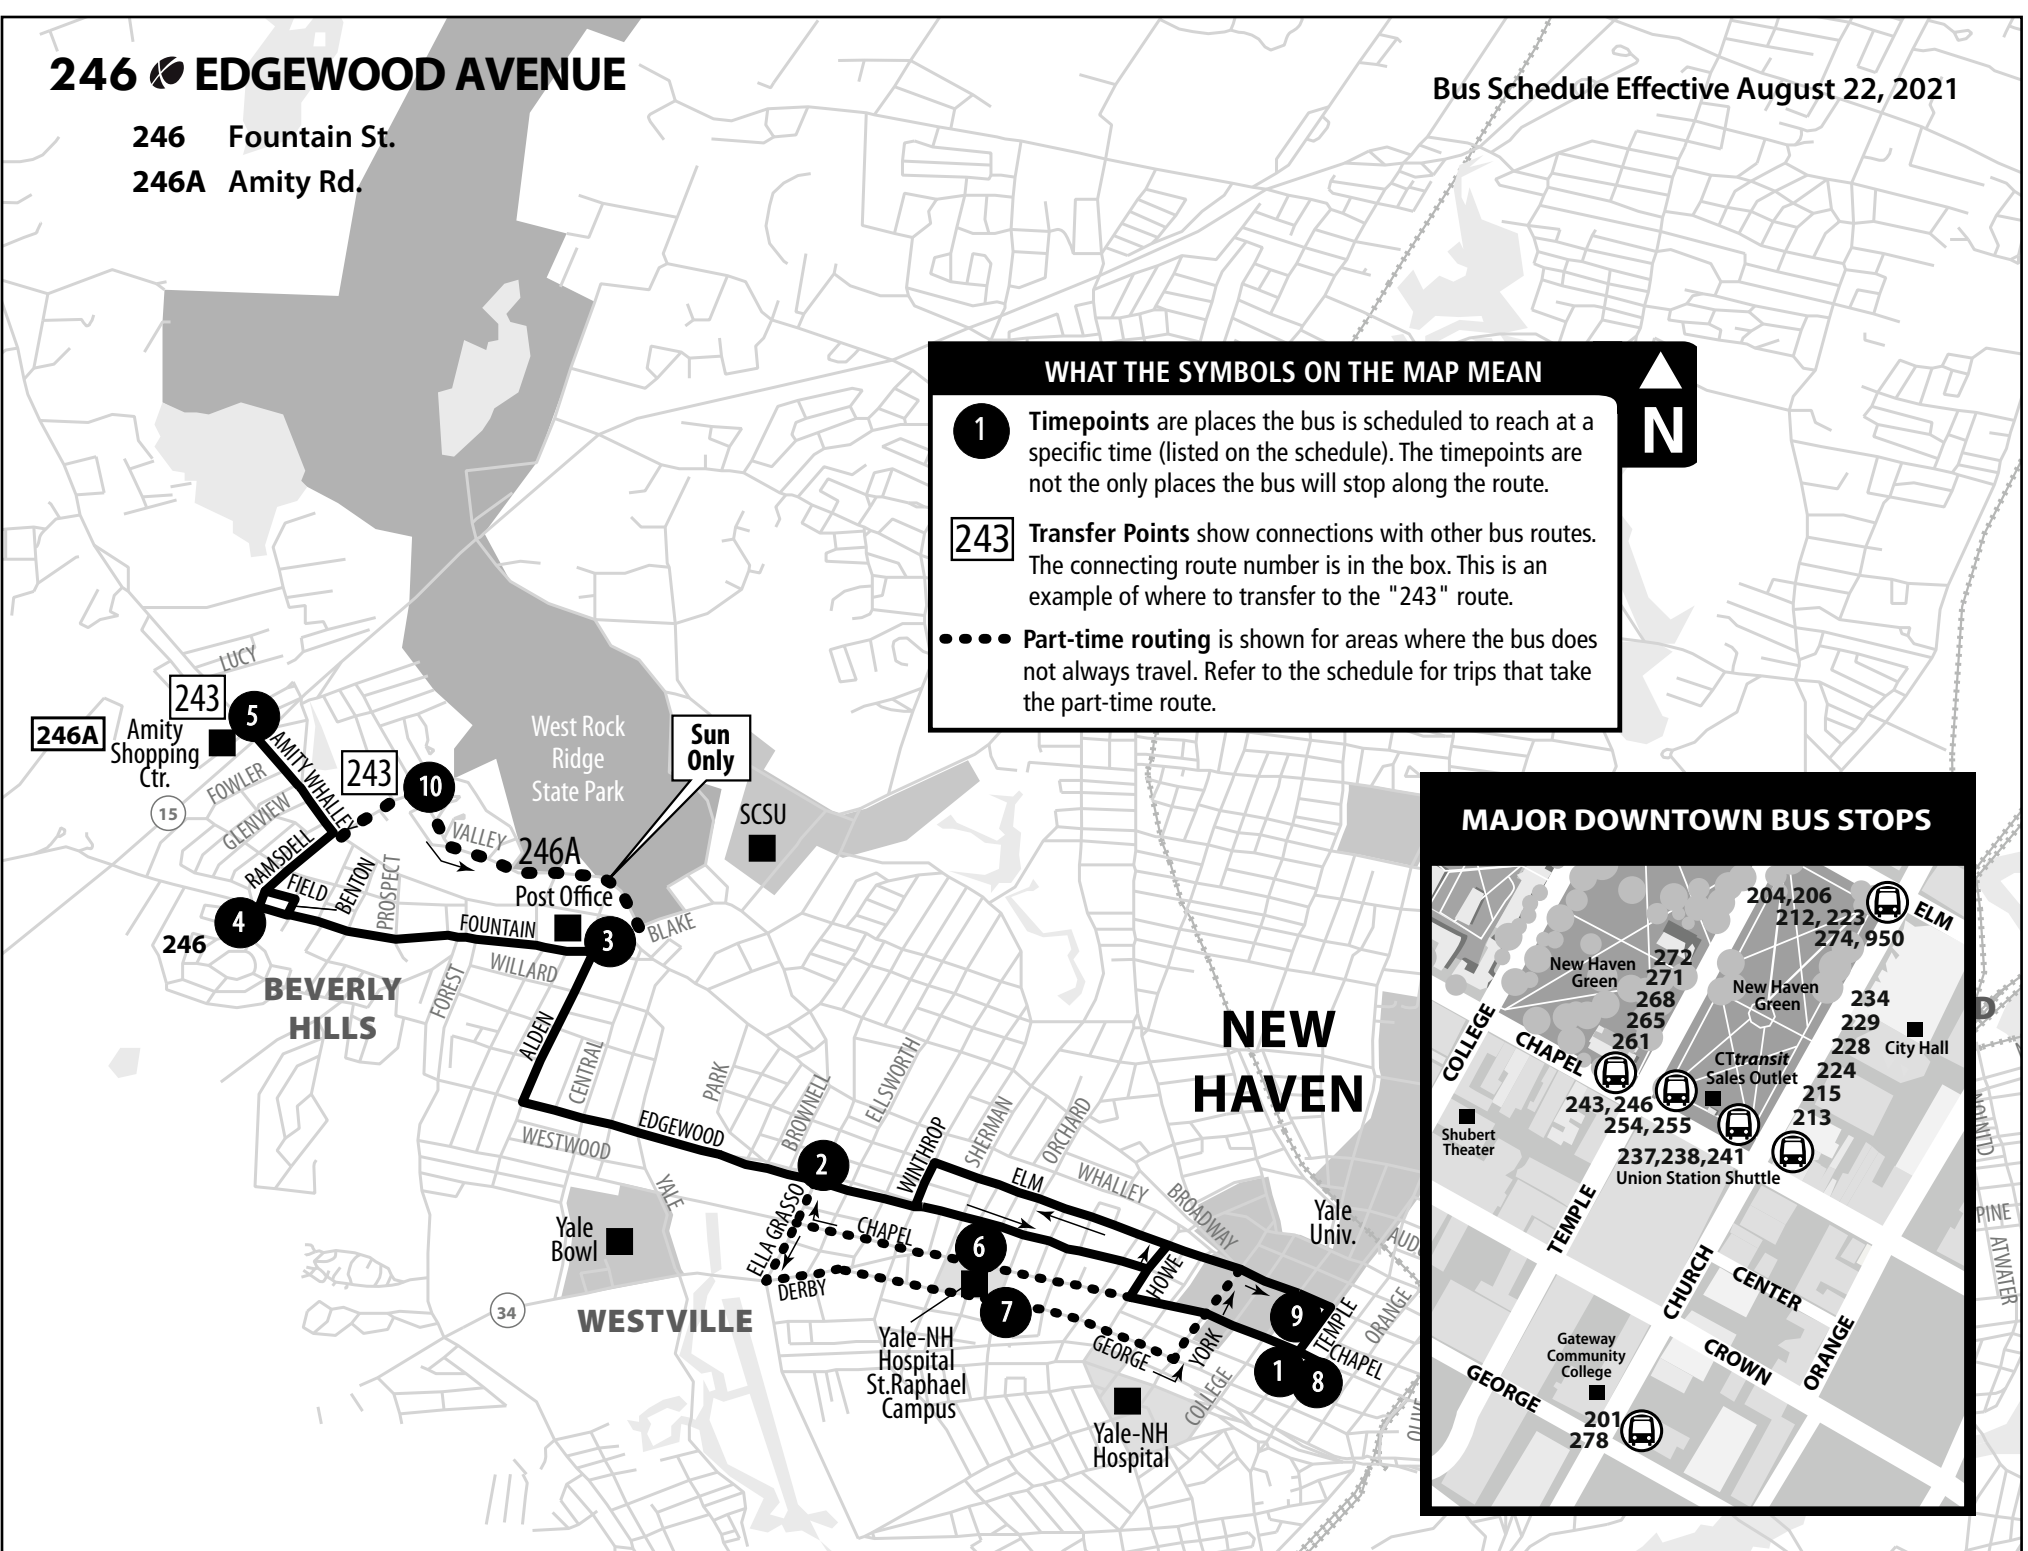 246 EDGEWOOD AVENUE
246 Fountain St.
246A Amity Rd.
Bus Schedule Effective August 22, 2021
WHAT THE SYMBOLS ON THE MAP MEAN
N
1
Timepoints are places the bus is scheduled to reach at a
specific time (listed on the schedule). The timepoints are
not the only places the bus will stop along the route.
243
Transfer Points show connections with other bus routes.
The connecting route number is in the box. This is an
example of where to transfer to the "243" route.
Part-time routing is shown for areas where the bus does
not always travel. Refer to the schedule for trips that take
the part-time route.
LUCY
243
5
246A
Amity
Shopping
Ctr.
AMITY
WHALLEY
243
10
FOWLER
15
GLENVIEW
RAMSDELL
FIELD
BENTON
PROSPECT
VALLEY
246A
West Rock
Ridge
State Park
Sun
Only
SCSU
Post Office
4
246
FOUNTAIN
3
BLAKE
WILLARD
FOREST
BEVERLY
HILLS
ALDEN
CENTRAL
PARK
EDGEWOOD
BROWNELL
ELLSWORTH
WESTWOOD
2
WINTHROP
SHERMAN
ORCHARD
ELM
WHALLEY
BROADWAY
NEW
HAVEN
YALE
Yale
Bowl
ELLA GRASSO
CHAPEL
6
DERBY
34
WESTVILLE
7
Yale-NH
Hospital
St.Raphael
Campus
HOWE
GEORGE
YORK
COLLEGE
Yale-NH
Hospital
Yale
Univ.
AUDU
9
TEMPLE
ORANGE
1
8
CHAPEL
OLIVE
MAJOR DOWNTOWN BUS STOPS
204,206
212, 223
274, 950
ELM
New Haven
Green
272
271
268
265
261
New Haven
Green
234
229
228
224
215
213
City Hall
COLLEGE
CHAPEL
CTtransit
Sales Outlet
243, 246
254, 255
Shubert
Theater
237,238,241
Union Station Shuttle
TEMPLE
CHURCH
CENTER
ORANGE
CROWN
Gateway
Community
College
GEORGE
201
278
D
PINE
ATWATER